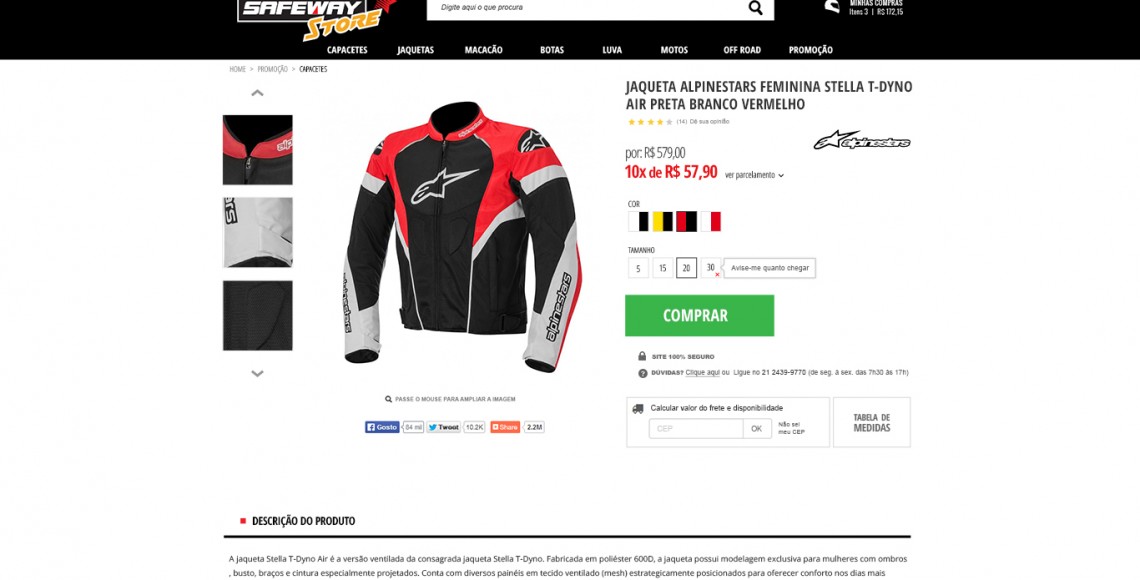 SAFEWAY
STORE
Digite aqui o que procura
MINHAS COMPRAS
Itens 3 | R$ 172,15
CAPACETES JAQUETAS MACACÃO BOTAS LUVA MOTOS OFF ROAD PROMOÇÃO
HOME > PROMOÇÃO > CAPACETES
JAQUETA ALPINESTARS FEMININA STELLA T-DYNO
AIR PRETA BRANCO VERMELHO
(14) Dê sua opinião
alpinestars
por: R$ 579,00
10x de R$ 57,90 ver parcelamento
COR
TAMANHO
5 15 20 30 Avise-me quanto chegar
COMPRAR
SITE 100% SEGURO
DÚVIDAS? Clique aqui ou Ligue no 21 2439-9770 (de seg. à sex. das 7h30 às 17h)
alpinestars
alpinestars
PASSE O MOUSE PARA AMPLIAR A IMAGEM
Gosto 54 mil Tweet 10.2K Share 2.2M
Calcular valor do frete e disponibilidade
CEP OK Não sei
meu CEP
TABELA DE
MEDIDAS
DESCRIÇÃO DO PRODUTO
A jaqueta Stella T-Dyno Air é a versão ventilada da consagrada jaqueta Stella T-Dyno. Fabricada em poliéster 600D, a jaqueta possui modelagem exclusiva para mulheres com ombros
, busto, braços e cintura especialmente projetados. Conta com diversos painéis em tecido ventilado (mesh) estrategicamente posicionados para oferecer conforto nos dias mais